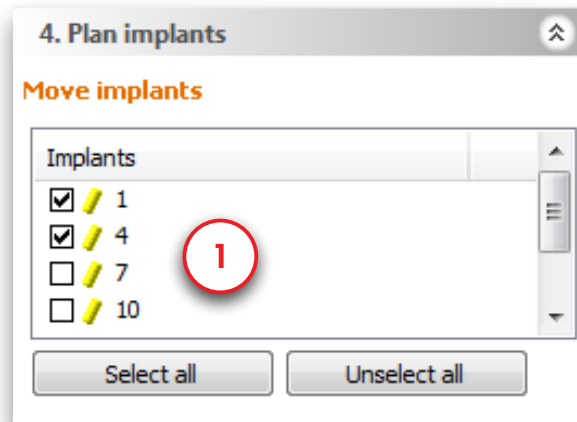 4. Plan implants
Move implants
Implants
1
4
7
10
1
Select all
Unselect all